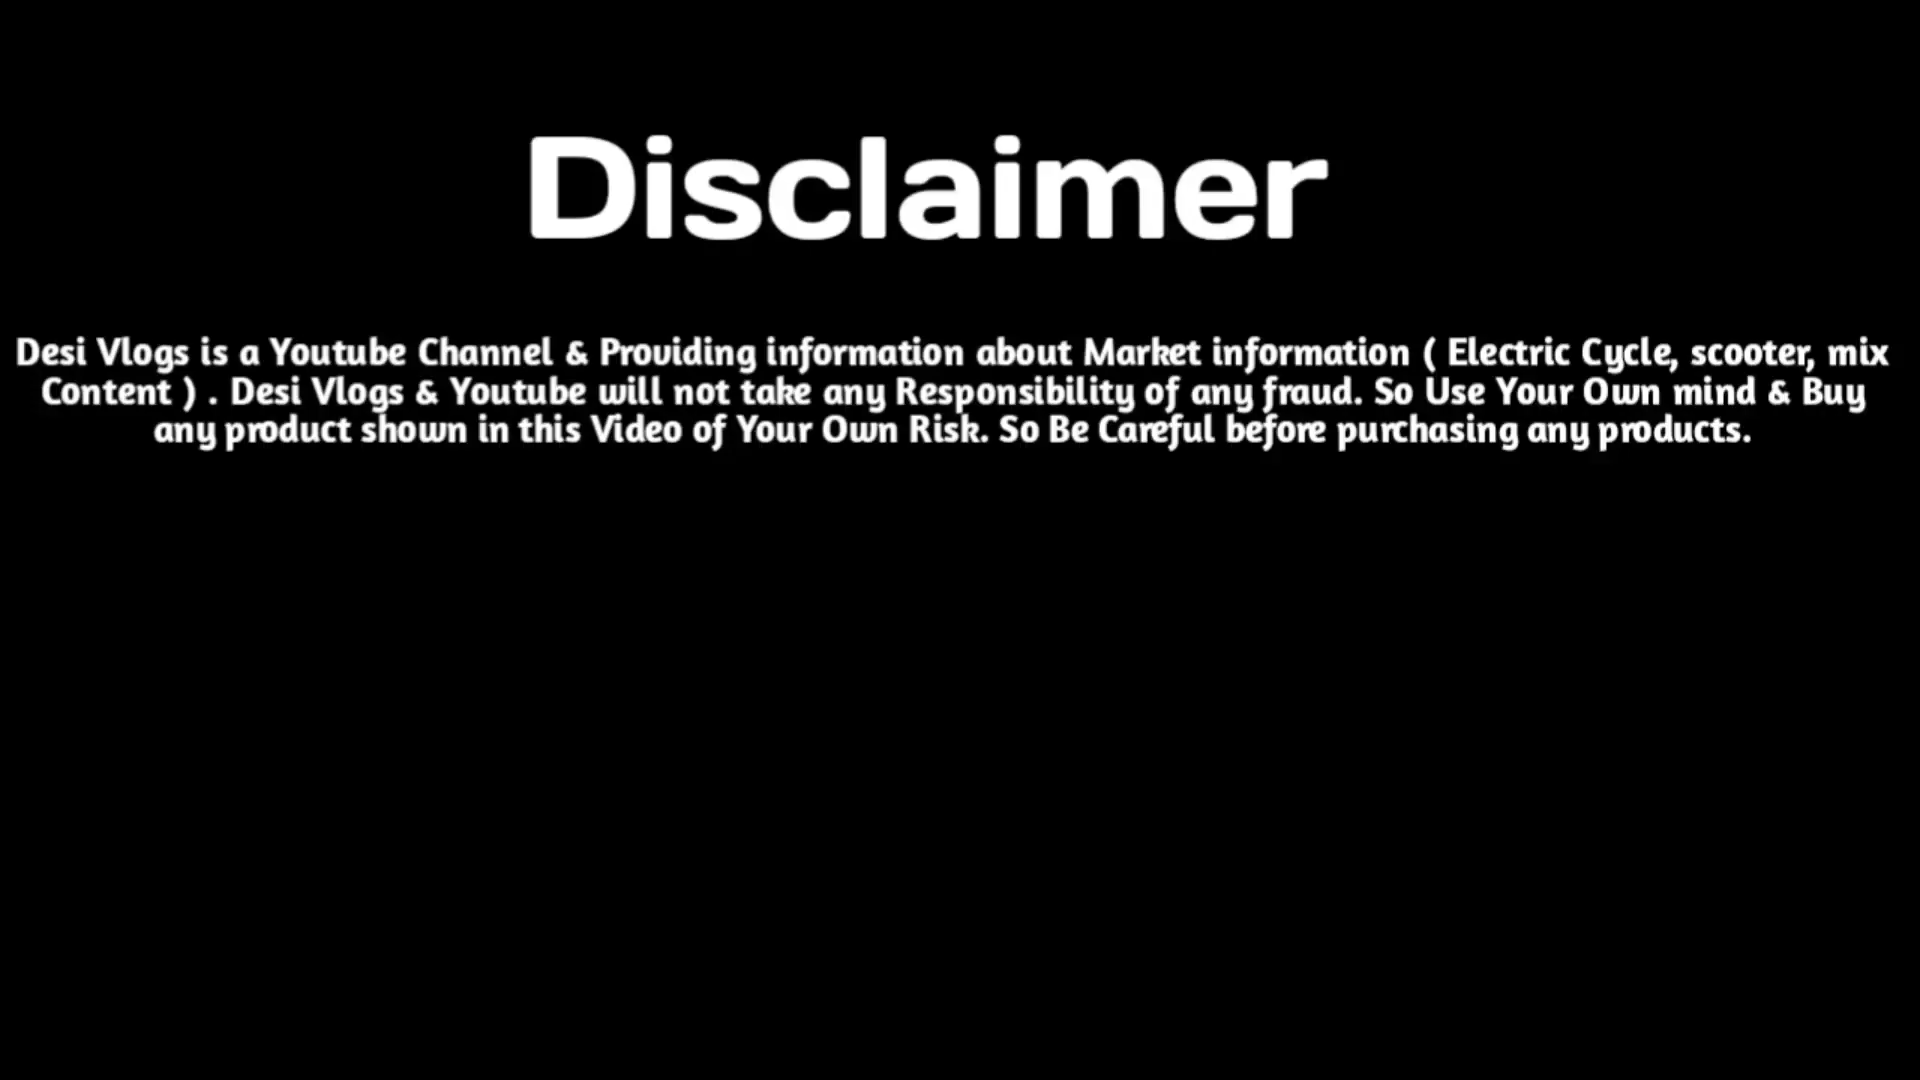 Disclaimer
Desi Vlogs is a Youtube Channel & Providing information about Market information ( Electric Cycle, scooter, mix
Content ) . Desi Vlogs & Youtube will not take any Responsibility of any fraud. So Use Your Own mind & Buy
any product shown in this Video of Your Own Risk. So Be Careful before purchasing any products.